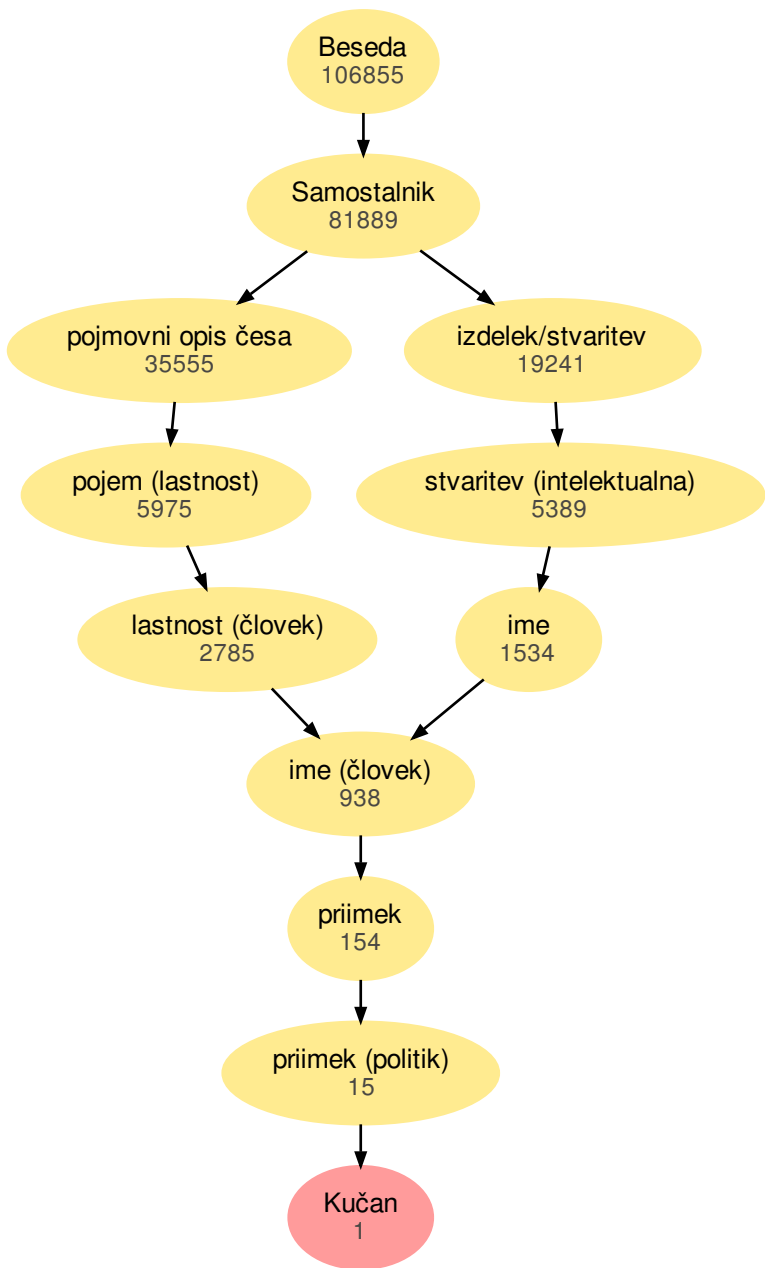 Beseda
106855
Samostalnik
81889
pojmovni opis česa
35555
izdelek/stvaritev
19241
pojem (lastnost)
5975
stvaritev (intelektualna)
5389
lastnost (človek)
2785
ime
1534
ime (človek)
938
priimek
154
priimek (politik)
15
Kučan
1